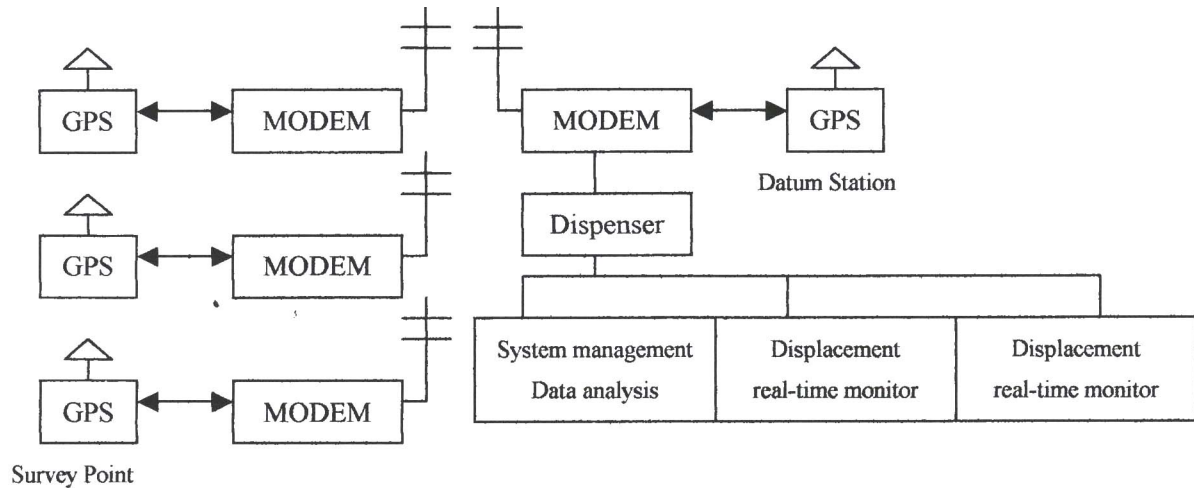 GPS
MODEM
MODEM
GPS
Datum Station
GPS
MODEM
Dispenser
GPS
MODEM
System management
Data analysis
Displacement
real-time monitor
Displacement
real-time monitor
Survey Point